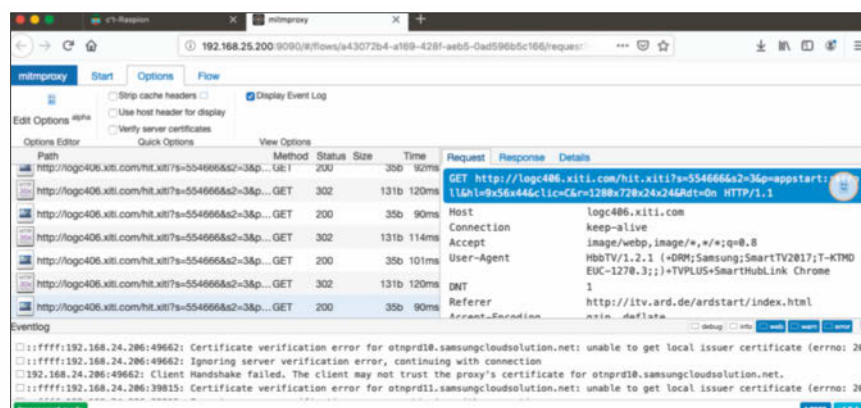 c't-Raspion
mitmproxy
192.168.25.200:9090/#/flows/a43072b4-a169-428f-aeb5-0ad596b5c166/request
mitmproxy Start Options Flow
Strip cache headers
Display Event Log
Use host header for display
Edit Options alpha
Verify server certificates
Options Editor Quick Options View Options
Path Method Status Size Time
Request Response Details
http://logc406.xiti.com/hit.xiti?s=554666&s2=3&p... GET 200 35b 92ms
http://logc406.xiti.com/hit.xiti?s=554666&s2=3&p... GET 302 131b 120ms
http://logc406.xiti.com/hit.xiti?s=554666&s2=3&p... GET 200 35b 90ms
http://logc406.xiti.com/hit.xiti?s=554666&s2=3&p... GET 302 131b 114ms
http://logc406.xiti.com/hit.xiti?s=554666&s2=3&p... GET 200 35b 101ms
http://logc406.xiti.com/hit.xiti?s=554666&s2=3&p... GET 302 131b 120ms
http://logc406.xiti.com/hit.xiti?s=554666&s2=3&p... GET 200 35b 90ms
GET http://logc406.xiti.com/hit.xiti?s=554666&s2=3&p=appstart:
ll&hl=9x56x44&clic=C&r=1280x720x24x24&Rdt=On HTTP/1.1
Host logc406.xiti.com
Connection keep-alive
Accept image/webp,image/*,*/*;q=0.8
User-Agent HbbTV/1.2.1 (+DRM;Samsung;SmartTV2017;T-KTMD
EUC-1270.3;;)+TVPLUS+SmartHubLink Chrome
DNT 1
Referer http://itv.ard.de/ardstart/index.html
Accept-Encoding gzip, deflate
Eventlog debug info web warn error
::ffff:192.168.24.206:49662: Certificate verification error for otnprd10.samsungcloudsolution.net: unable to get local issuer certificate (errno: 20
::ffff:192.168.24.206:49662: Ignoring server verification error, continuing with connection
192.168.24.206:49662: Client Handshake failed. The client may not trust the proxy's certificate for otnprd10.samsungcloudsolution.net.
::ffff:192.168.24.206:39815: Certificate verification error for otnprd11.samsungcloudsolution.net: unable to get local issuer certificate (errno: 20